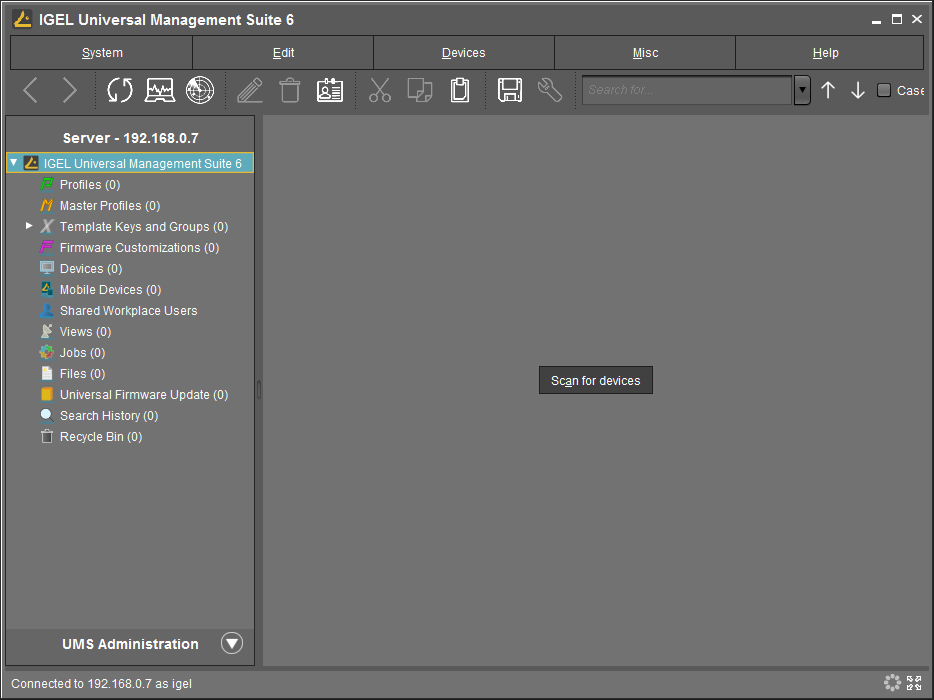 IGEL Universal Management Suite 6
System Edit Devices Misc Help
Search for... Case
Server - 192.168.0.7
IGEL Universal Management Suite 6
Profiles (0)
Master Profiles (0)
Template Keys and Groups (0)
Firmware Customizations (0)
Devices (0)
Mobile Devices (0)
Shared Workplace Users
Views (0)
Jobs (0)
Files (0)
Universal Firmware Update (0)
Search History (0)
Recycle Bin (0)
Scan for devices
UMS Administration
Connected to 192.168.0.7 as igel